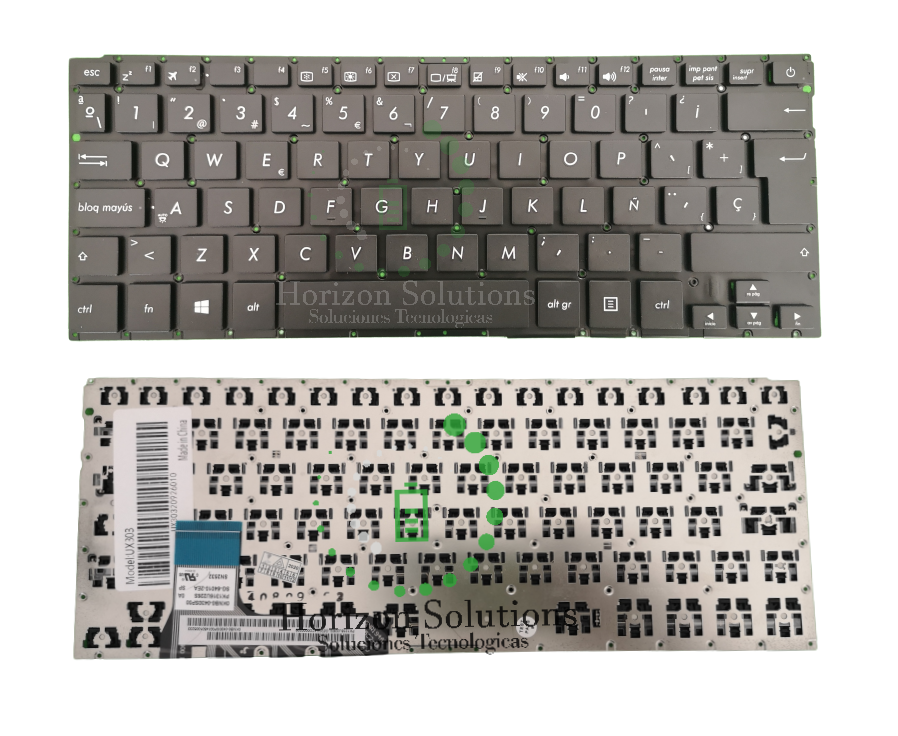 esc f1 f2 f3 f4 f5 f6 f7 f8 f9 f10 f11 f12 pausa inter imp pant pet sis supr insert
ª º \ ! 1 | " 2 @ · 3 # $ 4 ~ % 5 € & 6 ¬ / 7 ( 8 ) 9 = 0 ? ' ¿ ¡
Q W E € R T Y U I O P ^ ` [ * + ]
bloq mayús A S D F G H J K L Ñ ¨ ´ { Ç }
> < Z X C V B N M ; , : . _ -
ctrl fn alt alt gr ctrl
re pág
inicio av pág fin
Horizon Solutions
Soluciones Tecnologicas
Made in China
Model:UX303
Horizon Solutions
Soluciones Tecnologicas